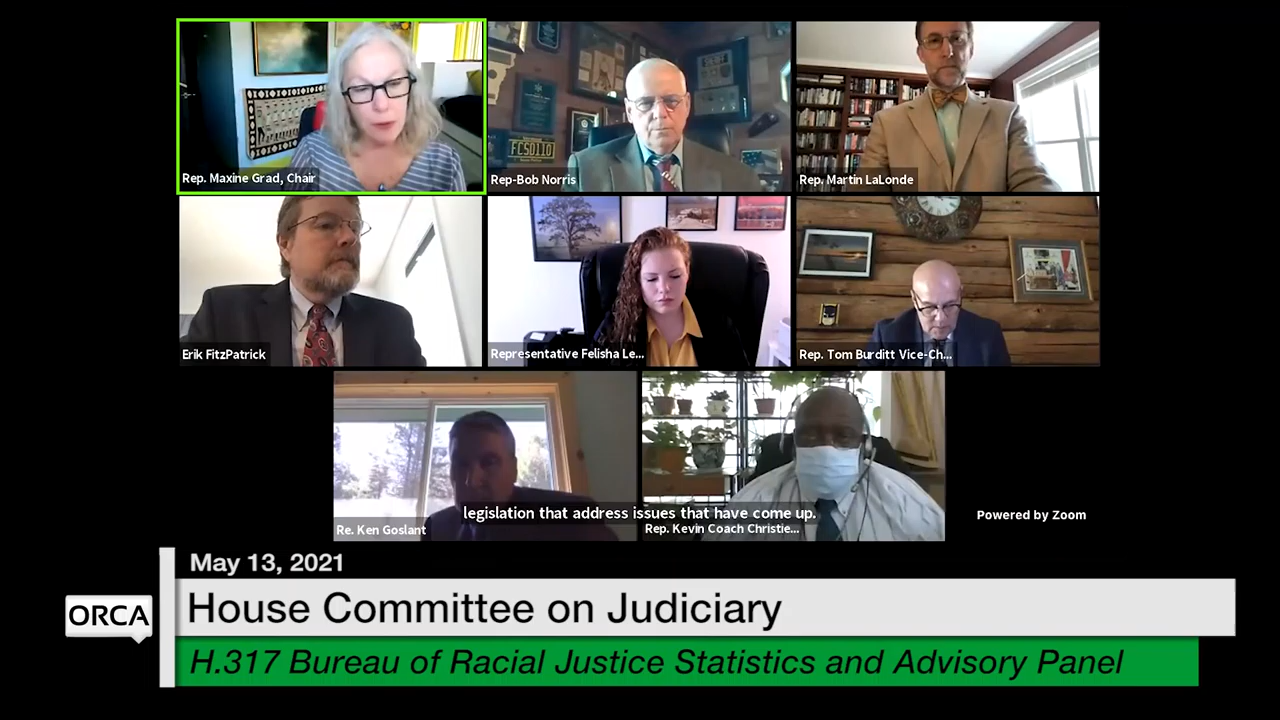 FCS0110
Rep. Maxine Grad, Chair
Rep-Bob Norris
Rep. Martin LaLonde
Erik FitzPatrick
Representative Felisha Le...
Rep. Tom Burditt Vice-Ch...
legislation that address issues that have come up.
Re. Ken Goslant
Rep. Kevin Coach Christie...
Powered by Zoom
May 13, 2021
ORCA
House Committee on Judiciary
H.317 Bureau of Racial Justice Statistics and Advisory Panel